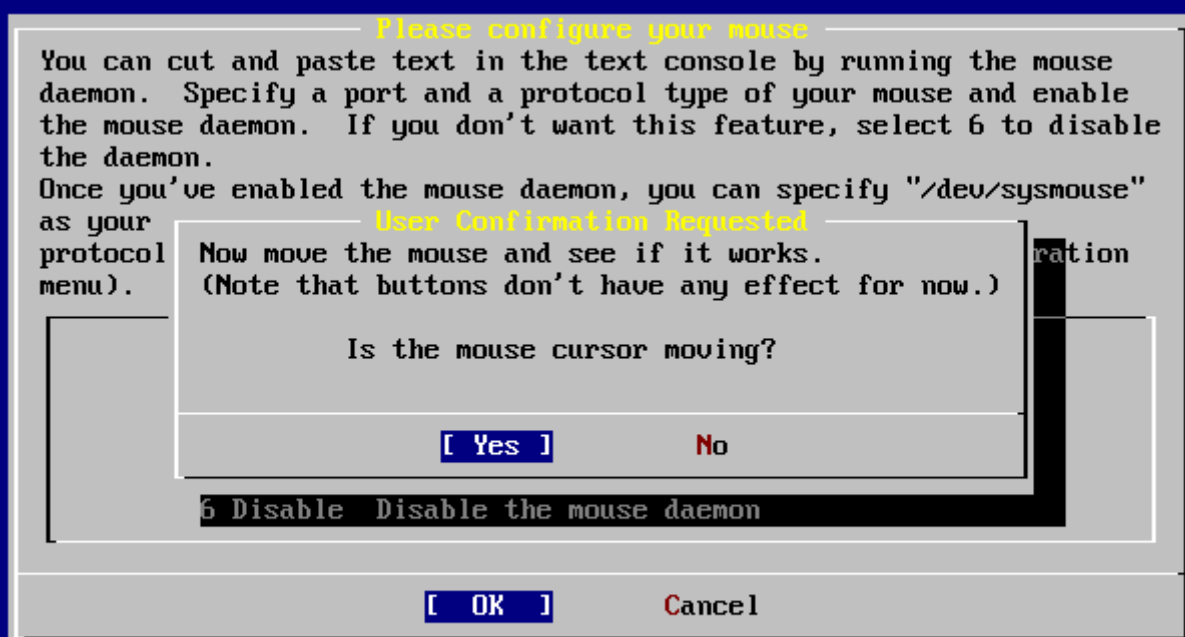 Please configure your mouse
You can cut and paste text in the text console by running the mouse
daemon.  Specify a port and a protocol type of your mouse and enable
the mouse daemon.  If you don't want this feature, select 6 to disable
the daemon.
Once you've enabled the mouse daemon, you can specify "/dev/sysmouse"
as your
protocol ration
menu).
User Confirmation Requested
Now move the mouse and see if it works.
(Note that buttons don't have any effect for now.)
Is the mouse cursor moving?
[ Yes ] No
6 Disable  Disable the mouse daemon
[ OK ] Cancel